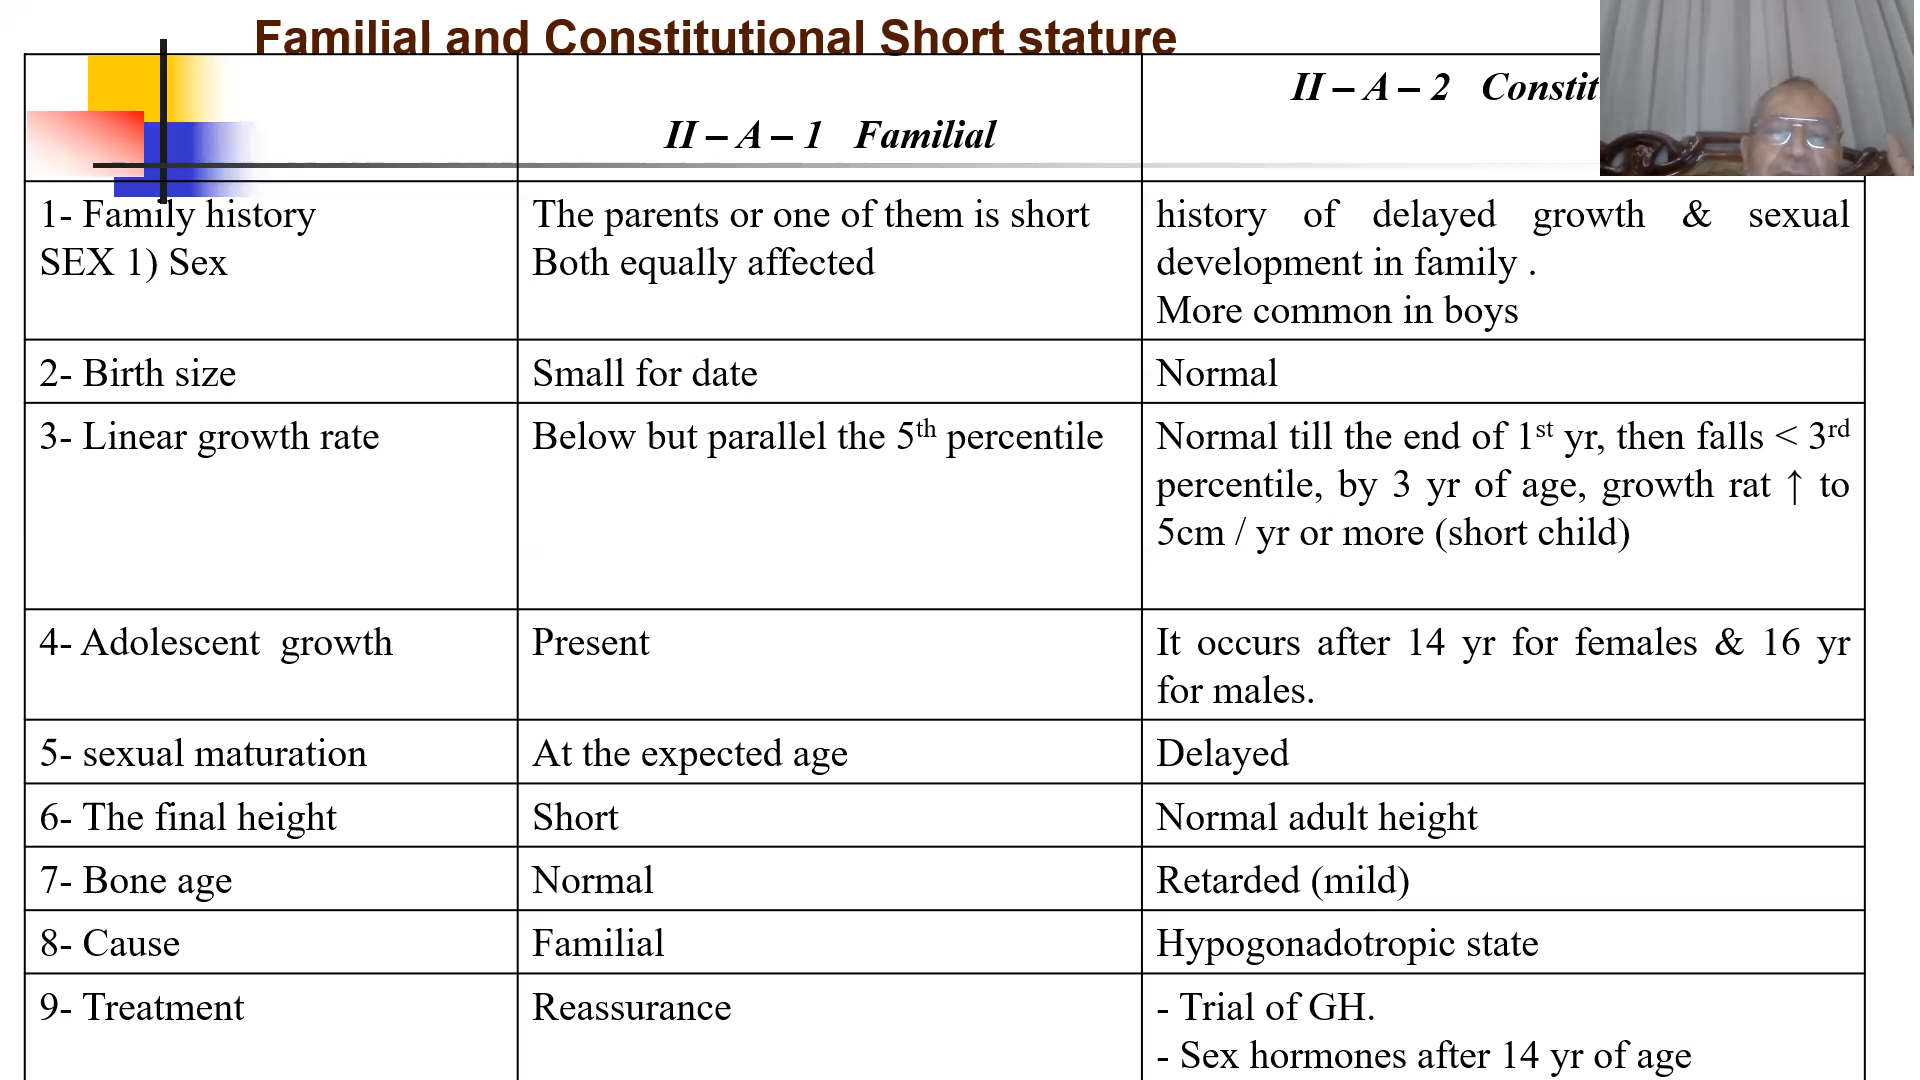 Familial and Constitutional Short stature
II – A – 1 Familial
II – A – 2
1- Family history
SEX 1) Sex
The parents or one of them is short
Both equally affected
history of delayed growth & sexual
development in family .
More common in boys
2- Birth size
Small for date
Normal
3- Linear growth rate
Below but parallel the 5th percentile
Normal till the end of 1st yr, then falls < 3rd
percentile, by 3 yr of age, growth rat ↑ to
5cm / yr or more (short child)
4- Adolescent growth
Present
It occurs after 14 yr for females & 16 yr
for males.
5- sexual maturation
At the expected age
Delayed
6- The final height
Short
Normal adult height
7- Bone age
Normal
Retarded (mild)
8- Cause
Familial
Hypogonadotropic state
9- Treatment
Reassurance
- Trial of GH.
- Sex hormones after 14 yr of age